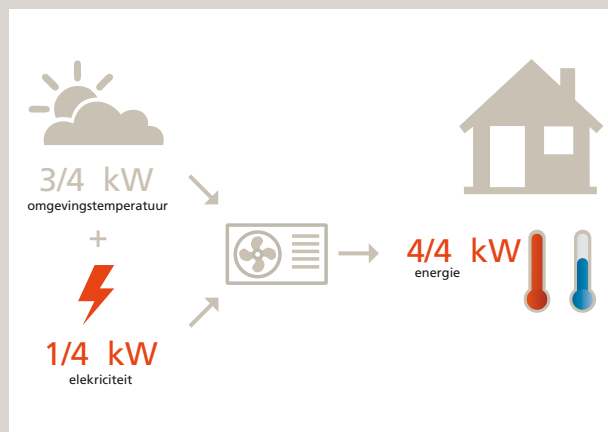 3/4 kW
omgevingstemperatuur
+
1/4 kW
elekriciteit
4/4 kW
energie